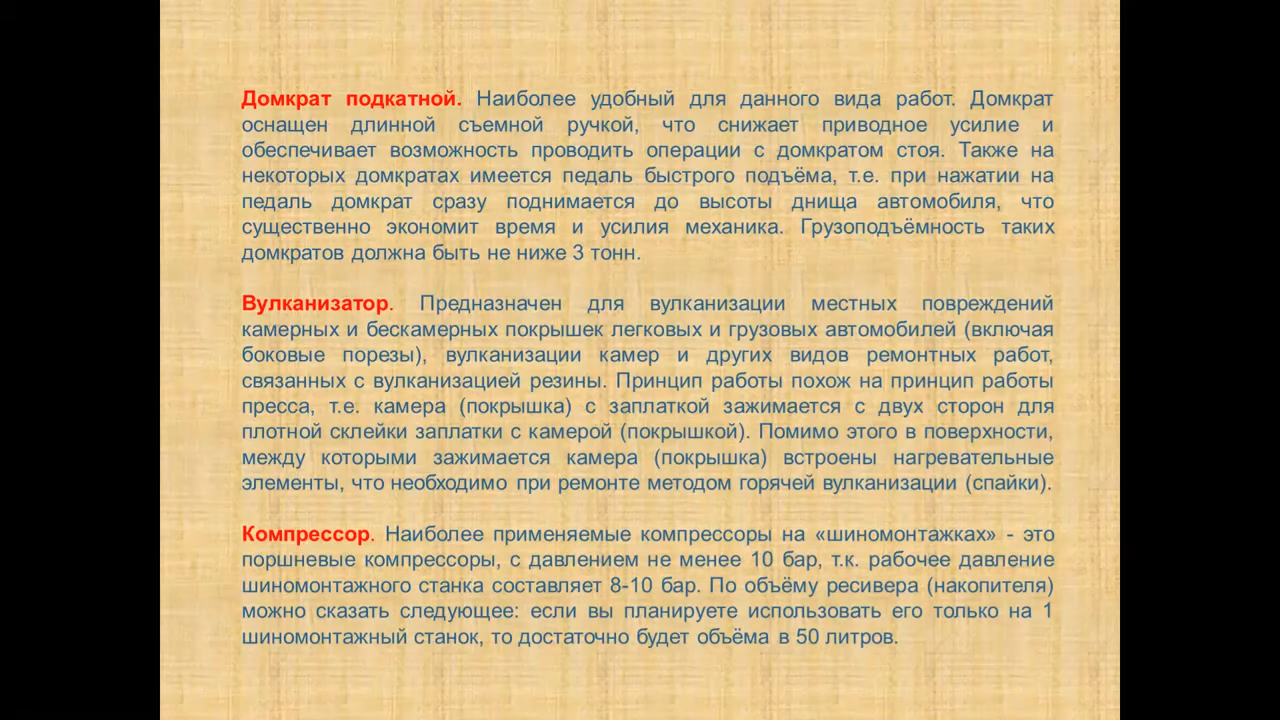 Домкрат подкатной. Наиболее удобный для данного вида работ. Домкрат
оснащен длинной съемной ручкой, что снижает приводное усилие и
обеспечивает возможность проводить операции с домкратом стоя. Также на
некоторых домкратах имеется педаль быстрого подъёма, т.е. при нажатии на
педаль домкрат сразу поднимается до высоты днища автомобиля, что
существенно экономит время и усилия механика. Грузоподъёмность таких
домкратов должна быть не ниже 3 тонн.
Вулканизатор. Предназначен для вулканизации местных повреждений
камерных и бескамерных покрышек легковых и грузовых автомобилей (включая
боковые порезы), вулканизации камер и других видов ремонтных работ,
связанных с вулканизацией резины. Принцип работы похож на принцип работы
пресса, т.е. камера (покрышка) с заплаткой зажимается с двух сторон для
плотной склейки заплатки с камерой (покрышкой). Помимо этого в поверхности,
между которыми зажимается камера (покрышка) встроены нагревательные
элементы, что необходимо при ремонте методом горячей вулканизации (спайки).
Компрессор. Наиболее применяемые компрессоры на «шиномонтажках» - это
поршневые компрессоры, с давлением не менее 10 бар, т.к. рабочее давление
шиномонтажного станка составляет 8-10 бар. По объёму ресивера (накопителя)
можно сказать следующее: если вы планируете использовать его только на 1
шиномонтажный станок, то достаточно будет объёма в 50 литров.